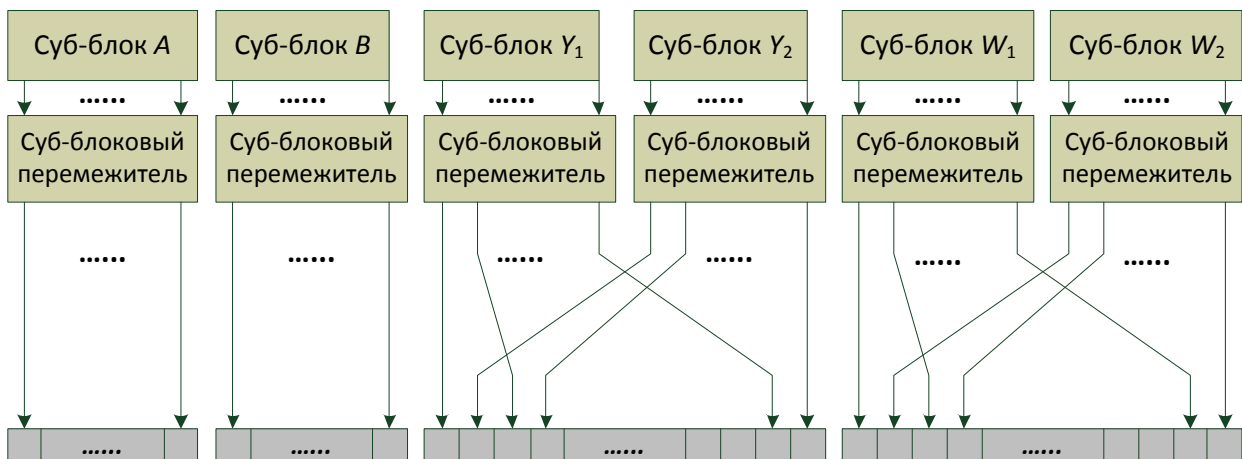 Суб-блок A Суб-блок B Суб-блок Y₁ Суб-блок Y₂ Суб-блок W₁ Суб-блок W₂
...... ...... ...... ...... ...... ......
Суб-блоковый перемежитель
Суб-блоковый перемежитель
Суб-блоковый перемежитель
Суб-блоковый перемежитель
Суб-блоковый перемежитель
Суб-блоковый перемежитель
...... ...... ...... ...... ...... ......
...... ...... ...... ......